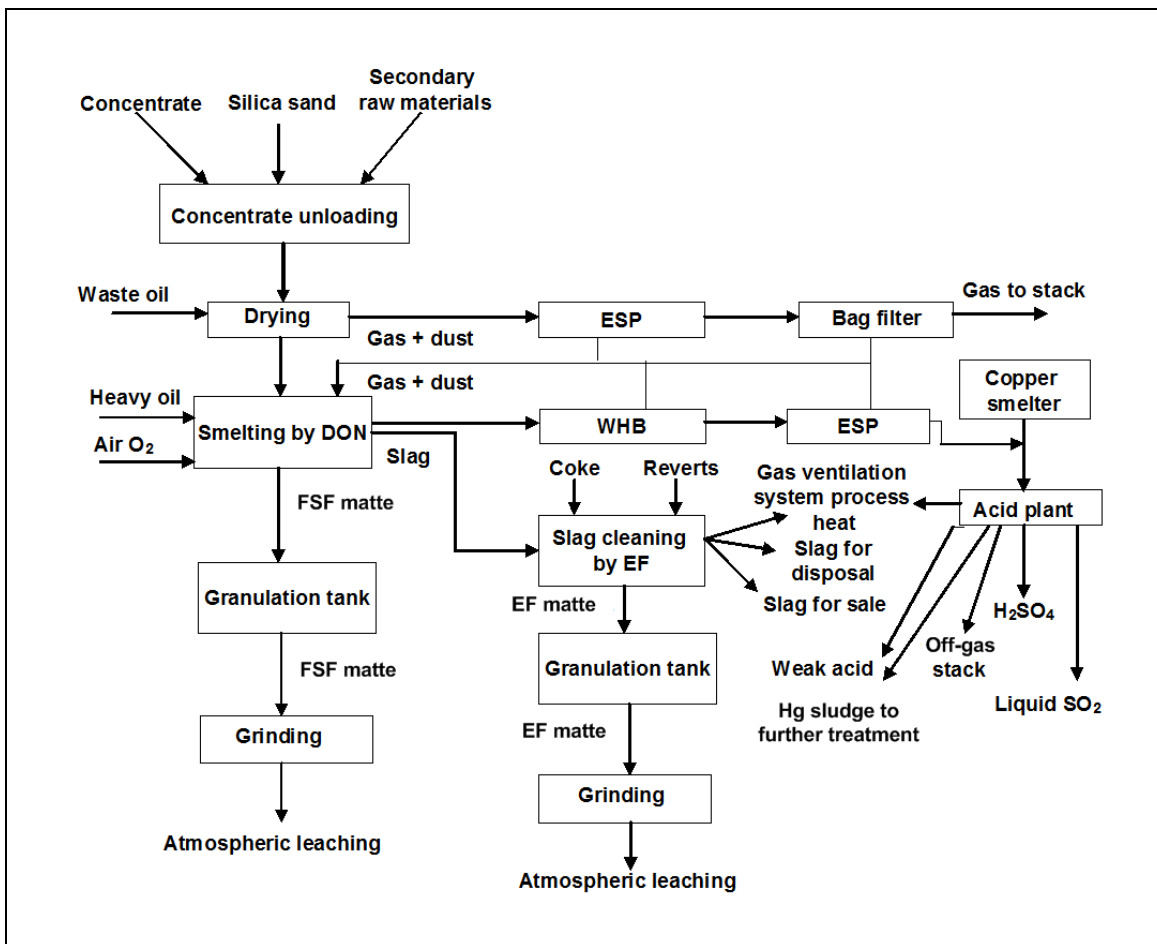 Concentrate
Silica sand
Secondary
raw materials
Concentrate unloading
Waste oil
Drying
Gas + dust
ESP
Bag filter
Gas to stack
Heavy oil
Air O₂
Smelting by DON
Gas + dust
WHB
ESP
Copper
smelter
Slag
FSF matte
Coke
Reverts
Slag cleaning
by EF
Gas ventilation
system process
heat
Slag for
disposal
Slag for sale
Acid plant
Granulation tank
EF matte
Granulation tank
Weak acid
Hg sludge to
further treatment
Off-gas
stack
H₂SO₄
Liquid SO₂
FSF matte
Grinding
EF matte
Grinding
Atmospheric leaching
Atmospheric leaching